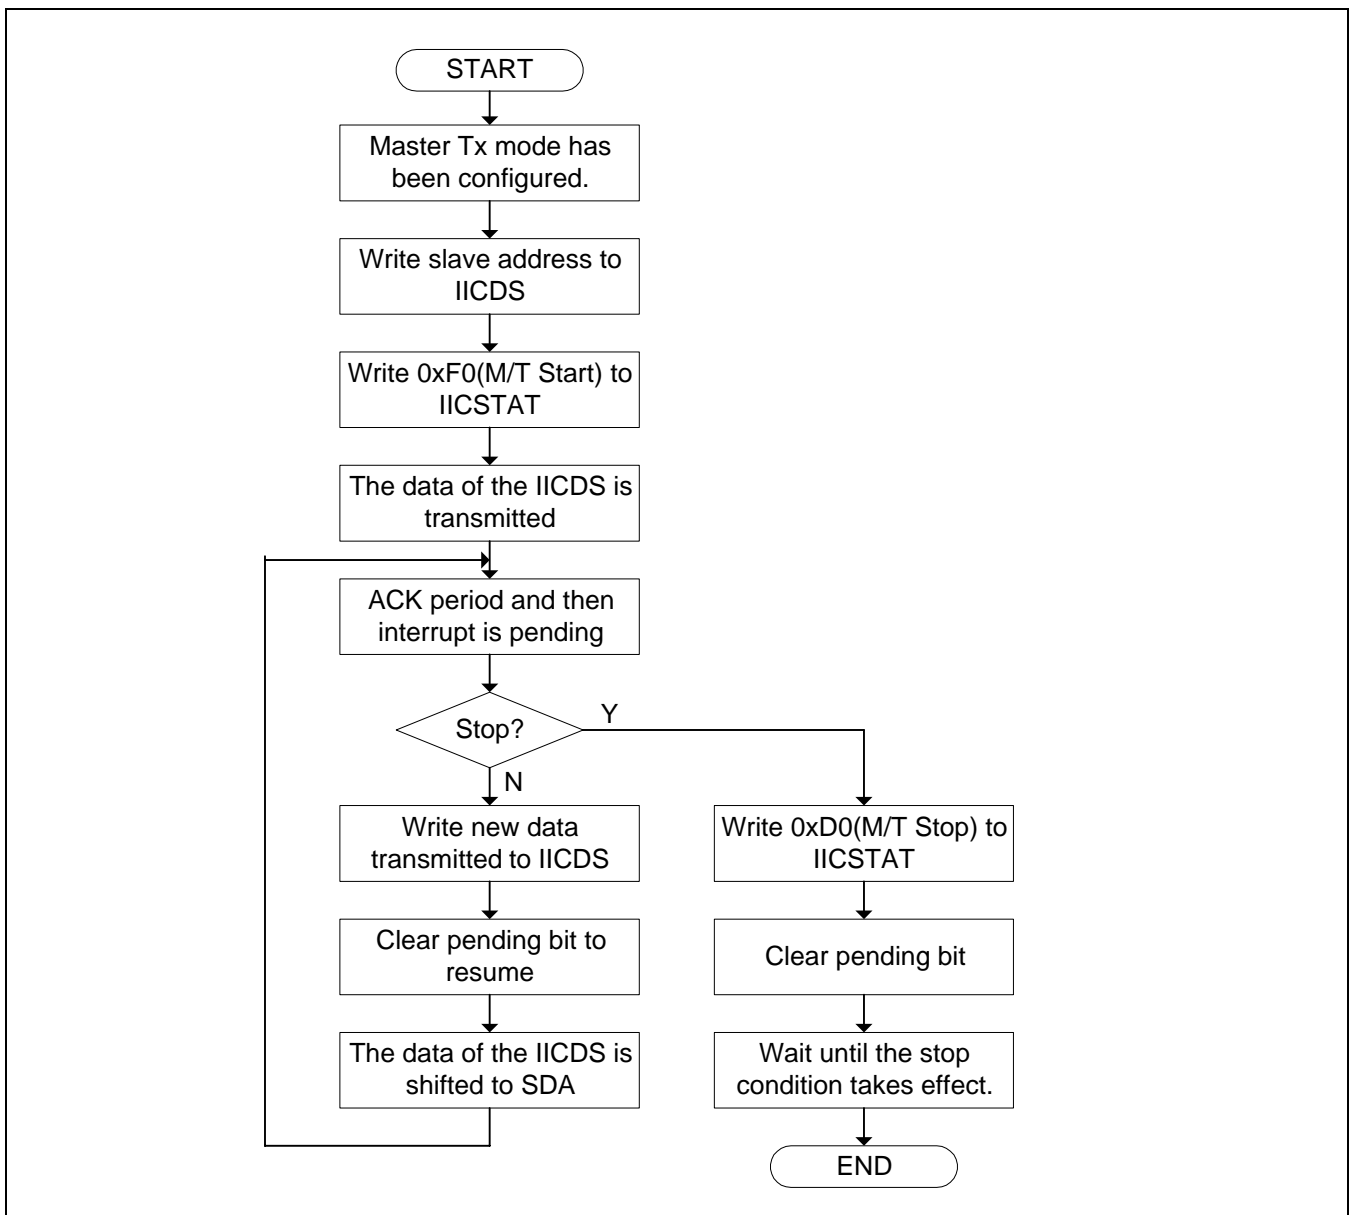 START
Master Tx mode has
been configured.
Write slave address to
IICDS
Write 0xF0(M/T Start) to
IICSTAT
The data of the IICDS is
transmitted
ACK period and then
interrupt is pending
Stop?
Y
N
Write new data
transmitted to IICDS
Clear pending bit to
resume
The data of the IICDS is
shifted to SDA
Write 0xD0(M/T Stop) to
IICSTAT
Clear pending bit
Wait until the stop
condition takes effect.
END